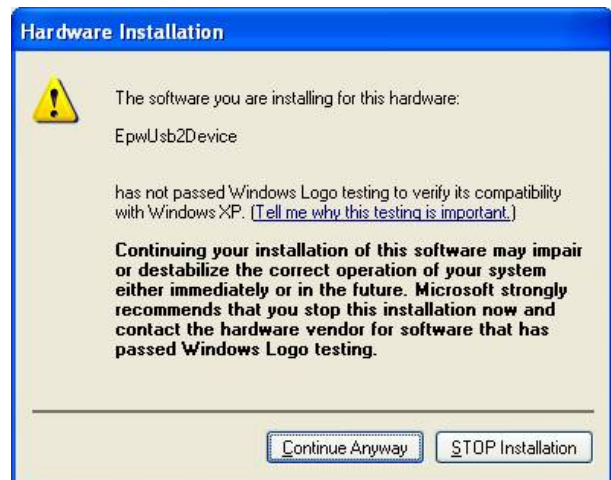 Hardware Installation
The software you are installing for this hardware:
EpwUsb2Device
has not passed Windows Logo testing to verify its compatibility
with Windows XP. (Tell me why this testing is important.)
Continuing your installation of this software may impair
or destabilize the correct operation of your system
either immediately or in the future. Microsoft strongly
recommends that you stop this installation now and
contact the hardware vendor for software that has
passed Windows Logo testing.
Continue Anyway
STOP Installation